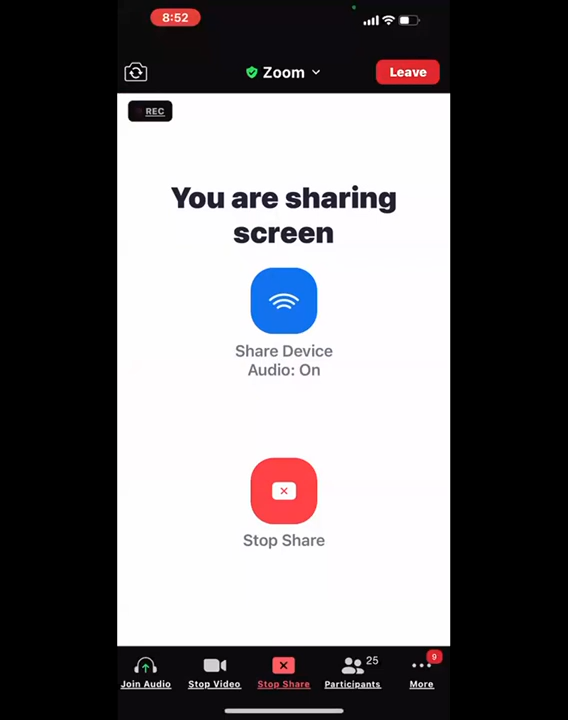 8:52
Zoom
Leave
REC
You are sharing
screen
Share Device
Audio: On
Stop Share
25
9
Join Audio
Stop Video
Stop Share
Participants
More